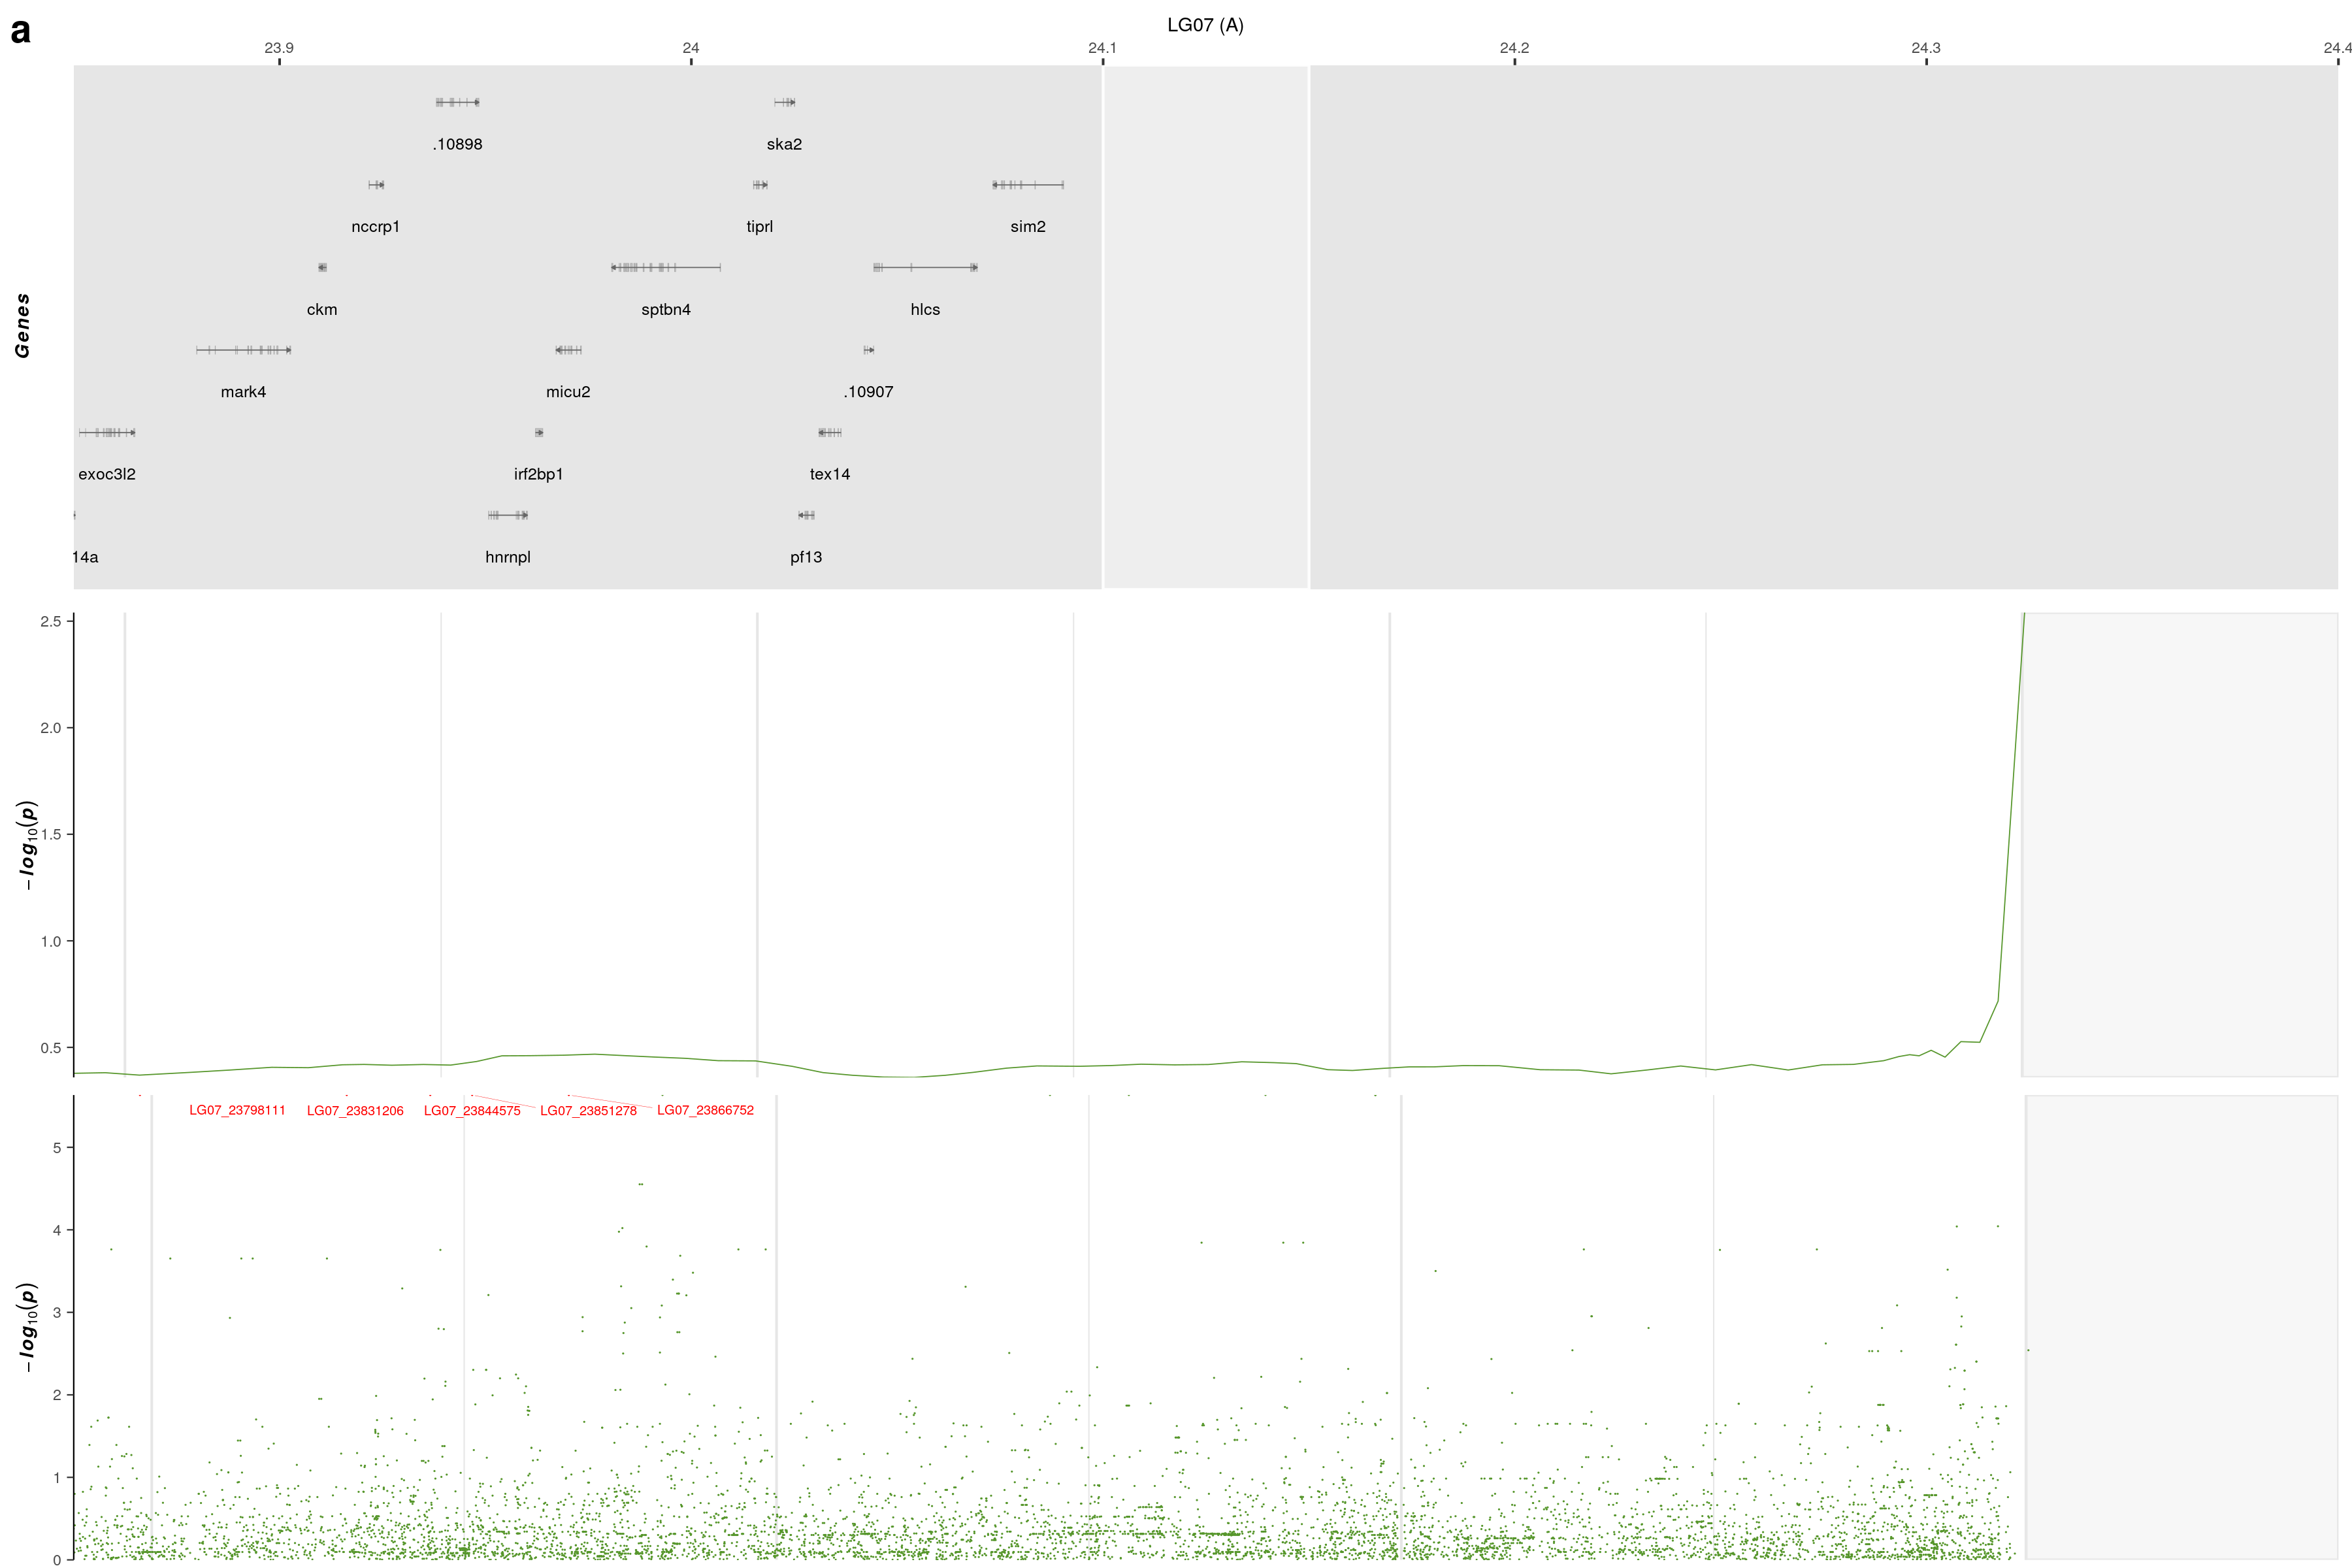 a
LG07 (A)
23.9 24 24.1 24.2 24.3 24.4
Genes
.10898 ska2
nccrp1 tiprl sim2
ckm sptbn4 hlcs
mark4 micu2 .10907
exoc3l2 irf2bp1 tex14
14a hnrnpl pf13
−log10(p)
2.5
2.0
1.5
1.0
0.5
LG07_23798111 LG07_23831206 LG07_23844575 LG07_23851278 LG07_23866752
−log10(p)
5
4
3
2
1
0